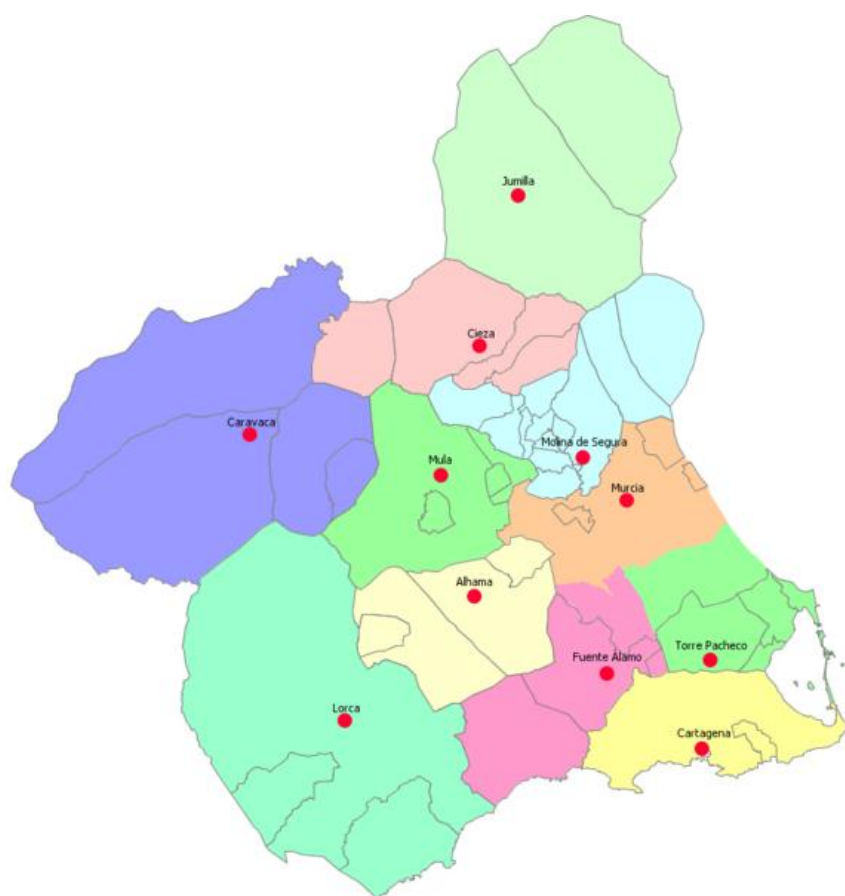 Jumilla
Cieza
Caravaca
Molina de Segura
Mula
Murcia
Alhama
Torre Pacheco
Fuente Álamo
Lorca
Cartagena